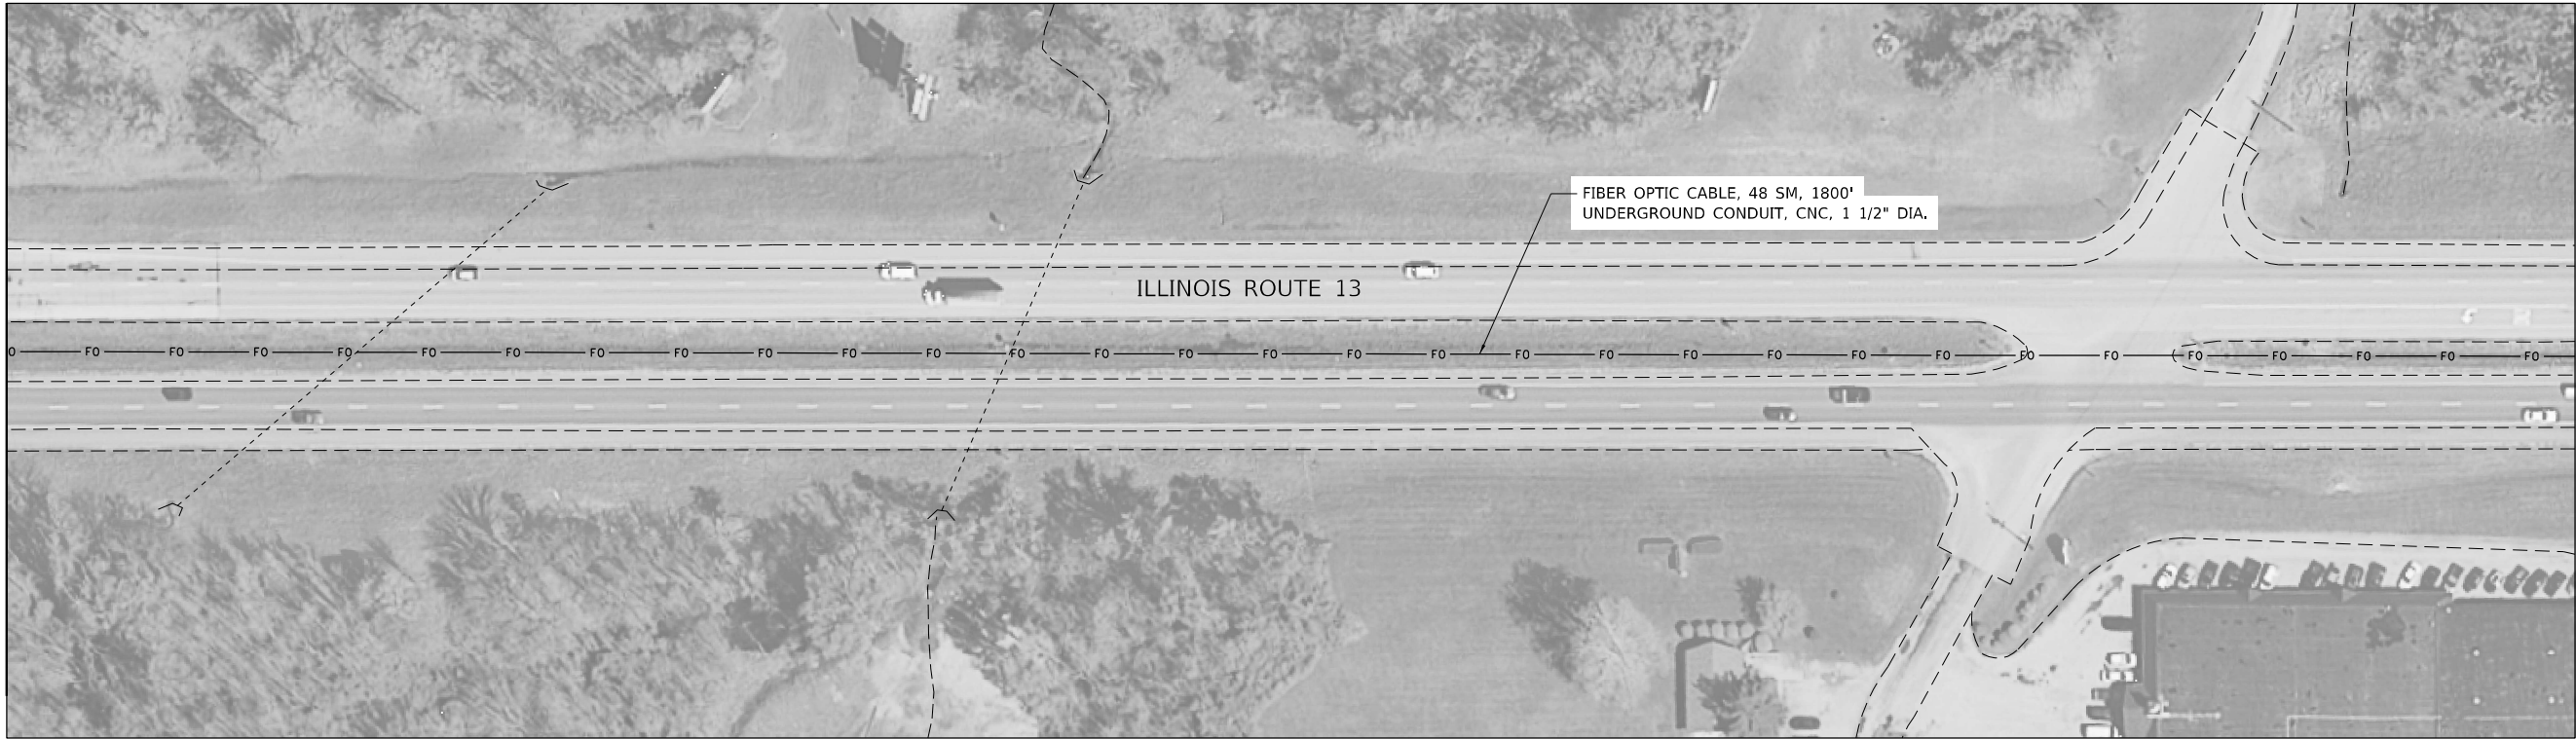 FIBER OPTIC CABLE, 48 SM, 1800'
UNDERGROUND CONDUIT, CNC, 1 1/2" DIA.
ILLINOIS ROUTE 13
O FO FO FO FO FO FO FO FO FO FO FO FO FO FO FO FO FO FO FO FO FO FO FO FO FO FO FO FO FO FO